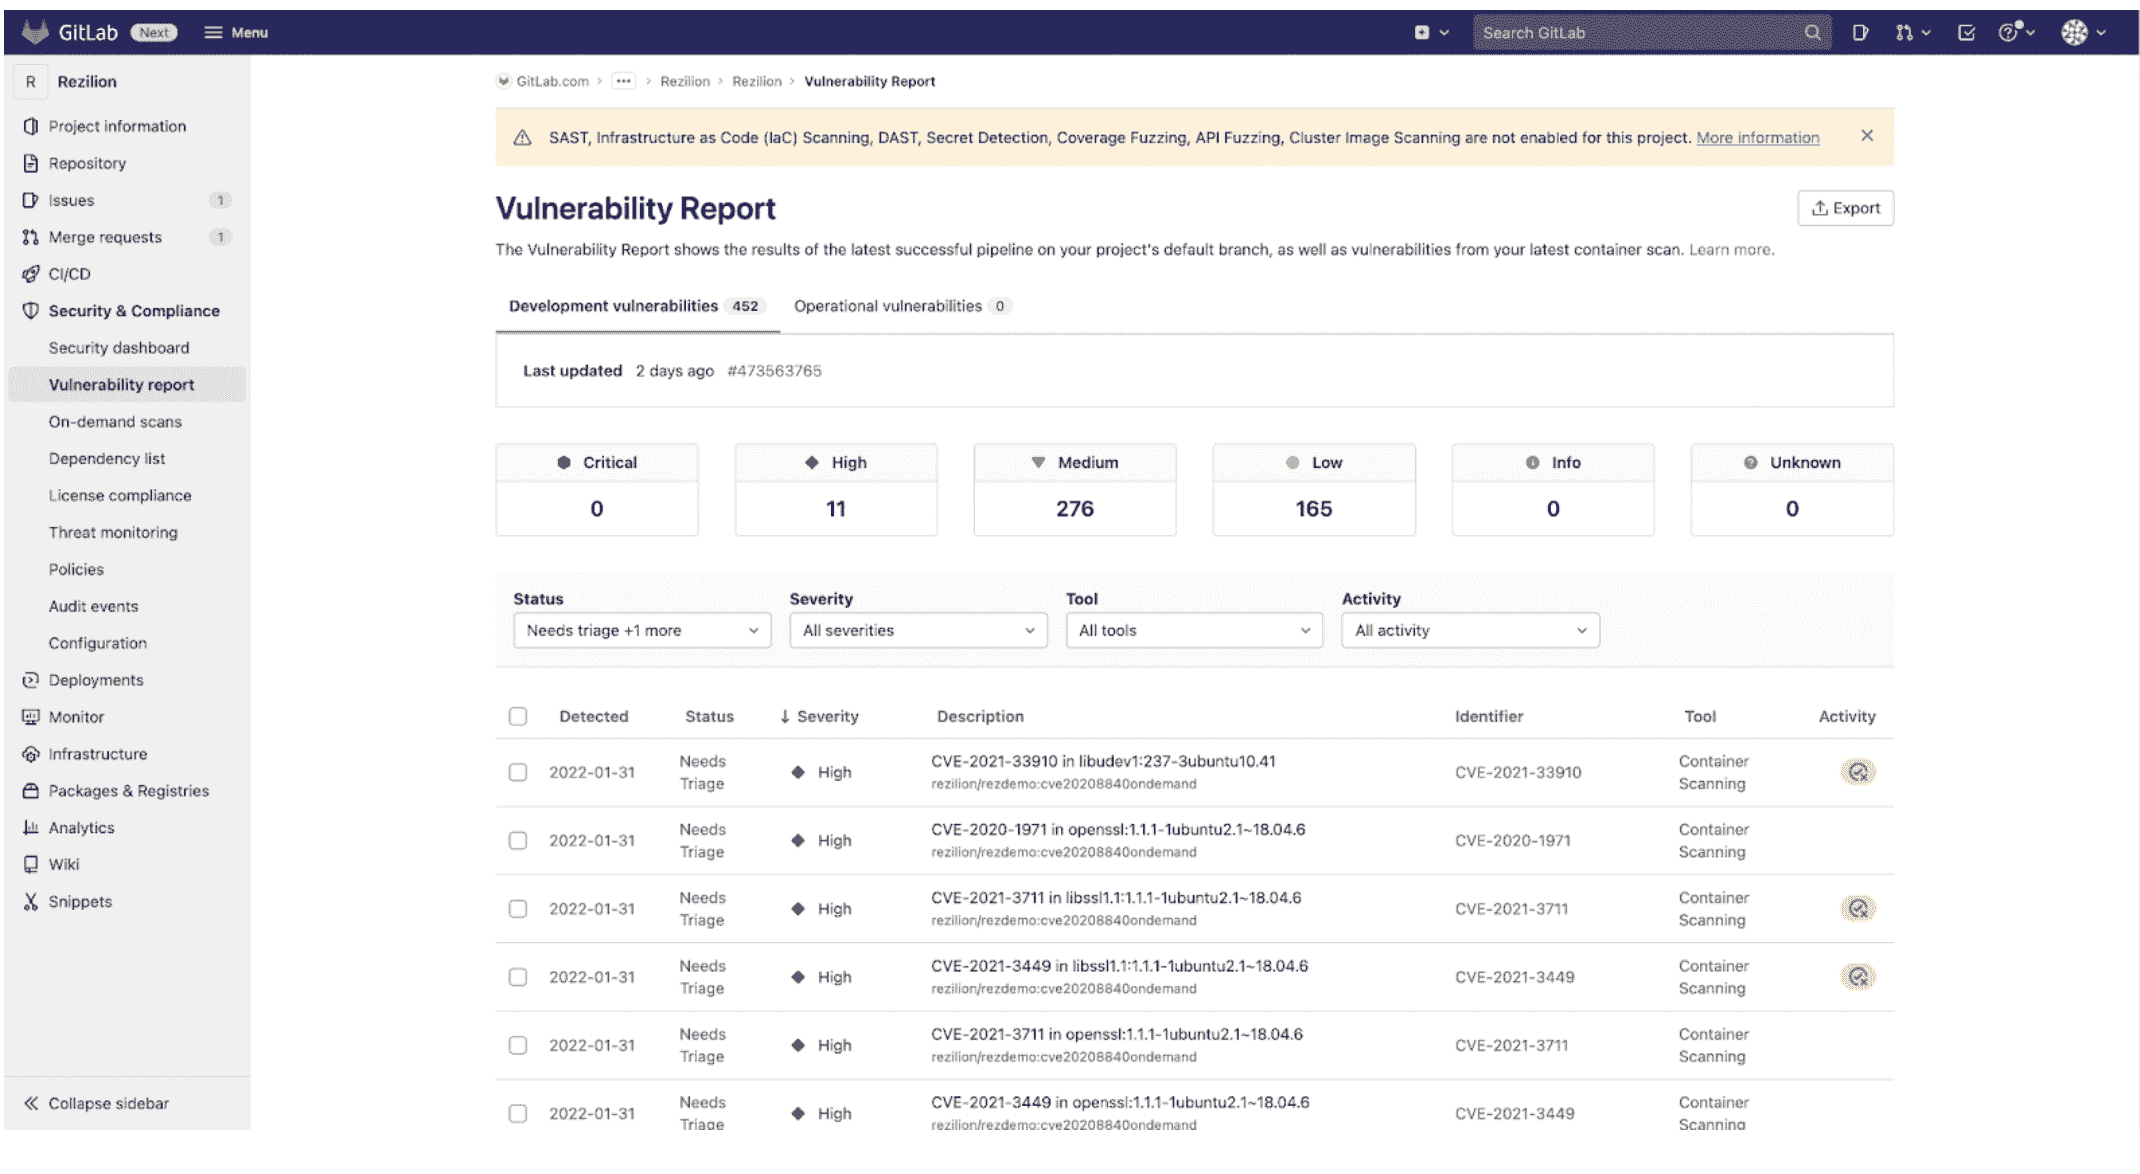 GitLab Next Menu Search GitLab
R Rezilion
Project information
Repository
Issues 1
Merge requests 1
CI/CD
Security & Compliance
Security dashboard
Vulnerability report
On-demand scans
Dependency list
License compliance
Threat monitoring
Policies
Audit events
Configuration
Deployments
Monitor
Infrastructure
Packages & Registries
Analytics
Wiki
Snippets
Collapse sidebar
GitLab.com > ••• > Rezilion > Rezilion > Vulnerability Report
SAST, Infrastructure as Code (IaC) Scanning, DAST, Secret Detection, Coverage Fuzzing, API Fuzzing, Cluster Image Scanning are not enabled for this project. More information
Vulnerability Report
Export
The Vulnerability Report shows the results of the latest successful pipeline on your project's default branch, as well as vulnerabilities from your latest container scan. Learn more.
Development vulnerabilities 452 Operational vulnerabilities 0
Last updated 2 days ago #473563765
Critical High Medium Low Info Unknown
0 11 276 165 0 0
Status Severity Tool Activity
Needs triage +1 more All severities All tools All activity
Detected Status ↓ Severity Description Identifier Tool Activity
2022-01-31 Needs Triage High CVE-2021-33910 in libudev1:237-3ubuntu10.41 CVE-2021-33910 Container Scanning
rezilion/rezdemo:cve20208840ondemand
2022-01-31 Needs Triage High CVE-2020-1971 in openssl:1.1.1-1ubuntu2.1~18.04.6 CVE-2020-1971 Container Scanning
rezilion/rezdemo:cve20208840ondemand
2022-01-31 Needs Triage High CVE-2021-3711 in libssl1.1:1.1.1-1ubuntu2.1~18.04.6 CVE-2021-3711 Container Scanning
rezilion/rezdemo:cve20208840ondemand
2022-01-31 Needs Triage High CVE-2021-3449 in libssl1.1:1.1.1-1ubuntu2.1~18.04.6 CVE-2021-3449 Container Scanning
rezilion/rezdemo:cve20208840ondemand
2022-01-31 Needs Triage High CVE-2021-3711 in openssl:1.1.1-1ubuntu2.1~18.04.6 CVE-2021-3711 Container Scanning
rezilion/rezdemo:cve20208840ondemand
2022-01-31 Needs Triage High CVE-2021-3449 in openssl:1.1.1-1ubuntu2.1~18.04.6 CVE-2021-3449 Container Scanning
rezilion/rezdemo:cve20208840ondemand